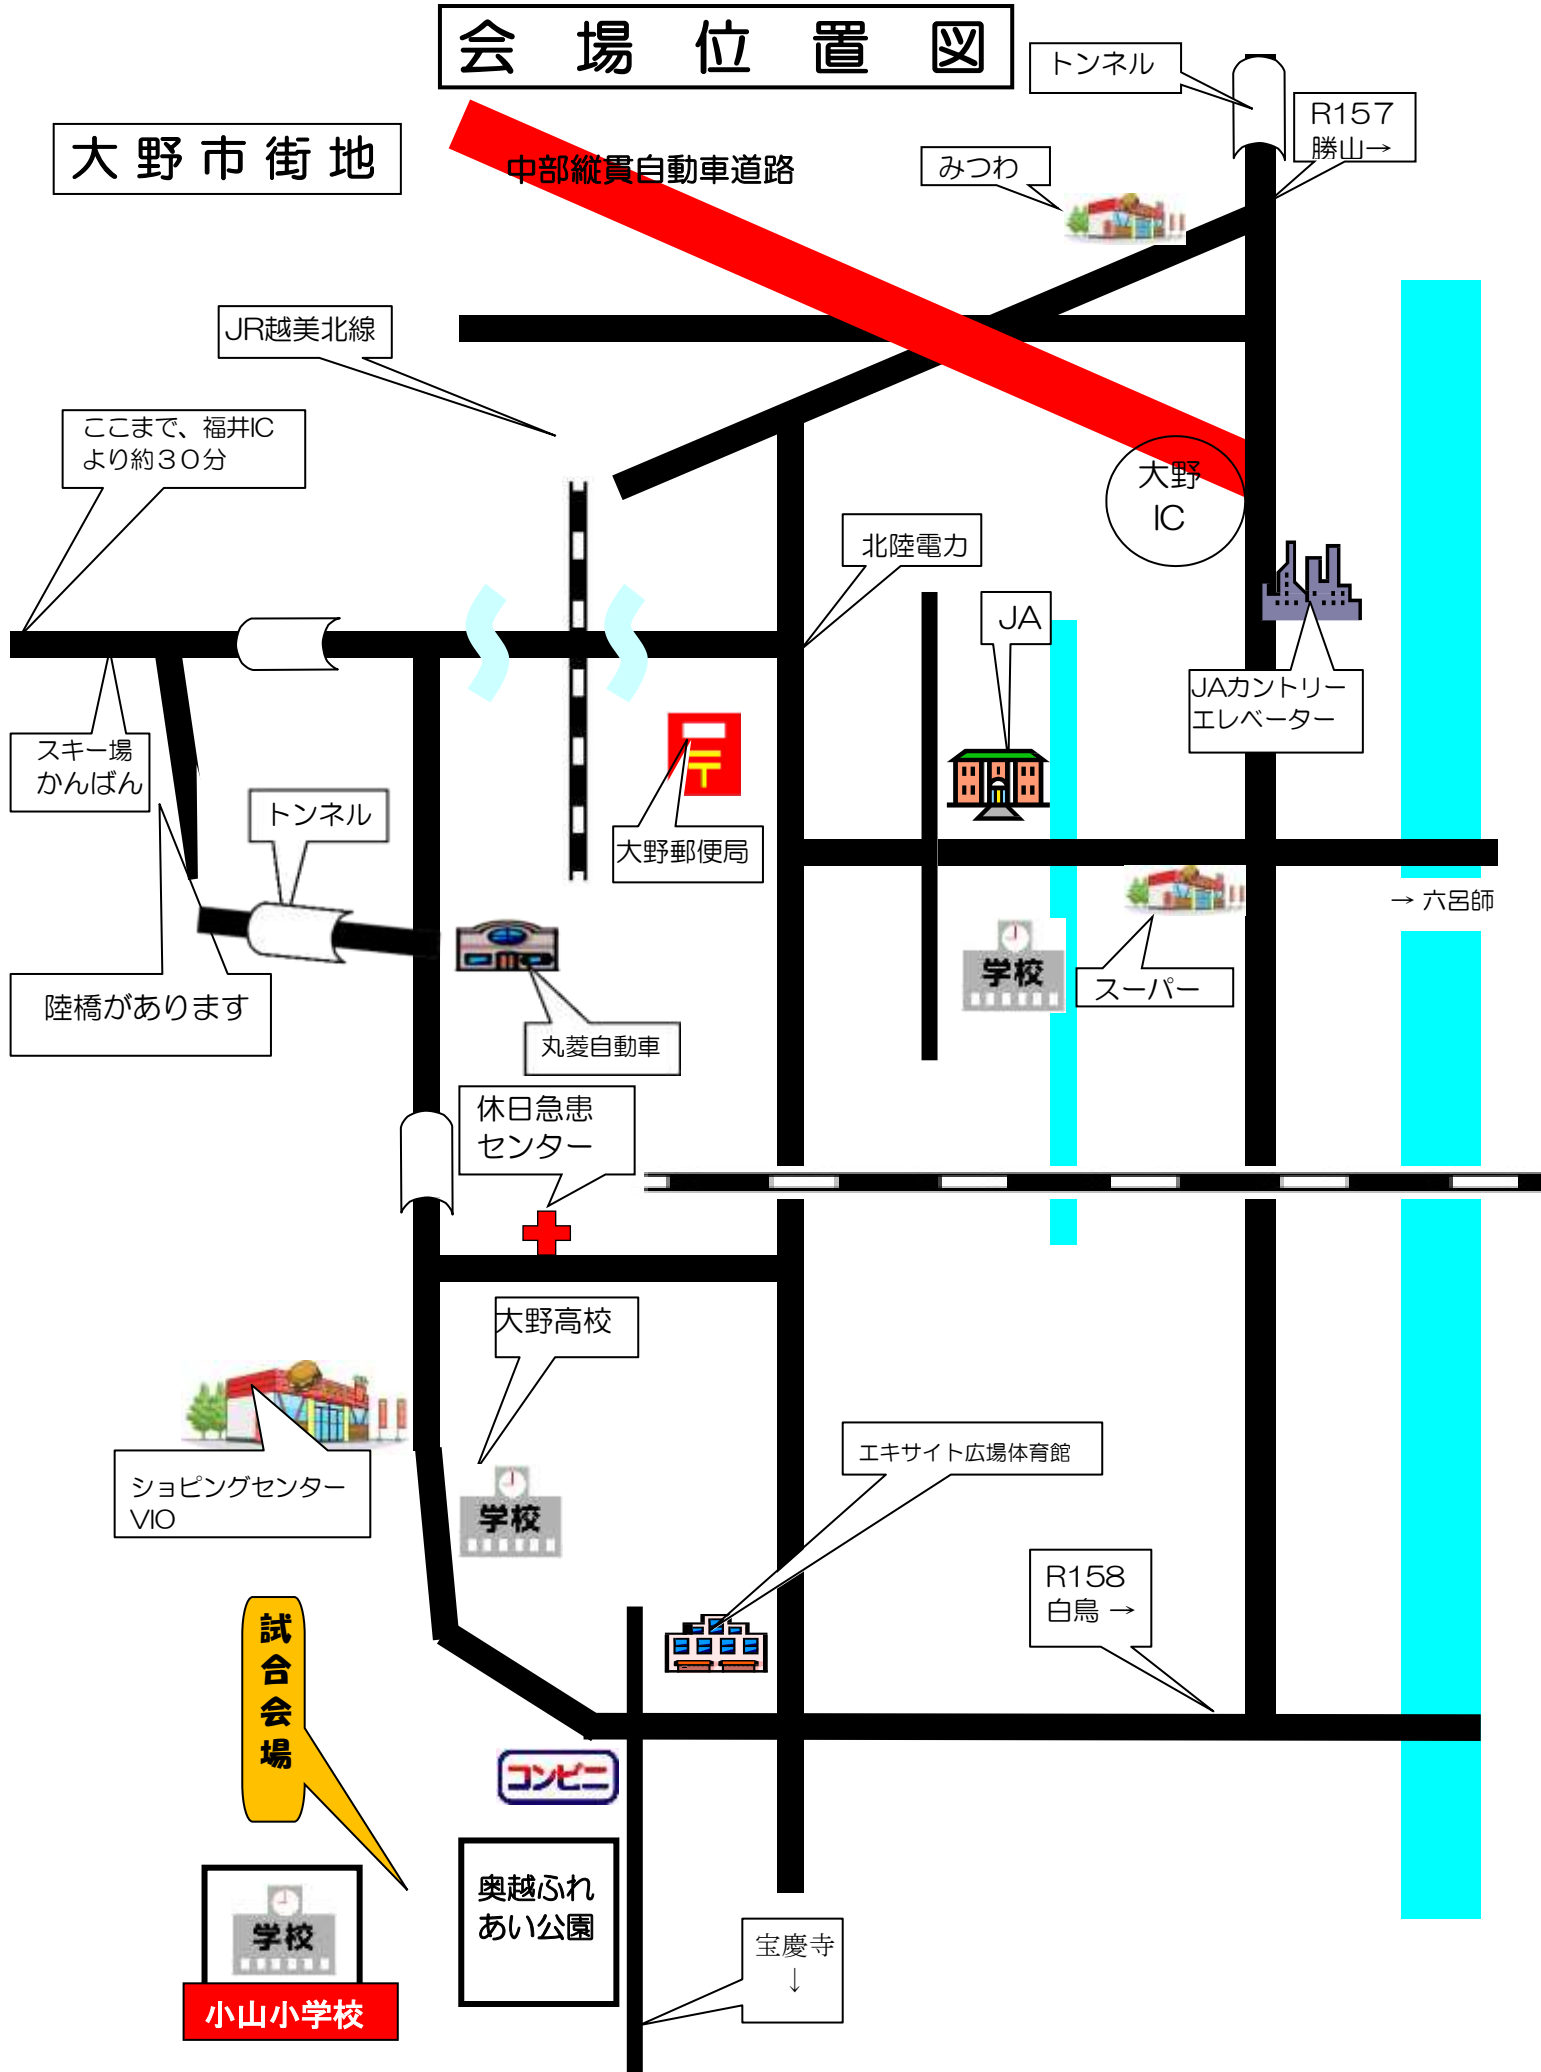 会場位置図
トンネル
R157
勝山→
大野市街地
中部縦貫自動車道路
みつわ
JR越美北線
ここまで、福井IC
より約３０分
大野
IC
北陸電力
JA
JAカントリー
エレベーター
スキー場
かんばん
トンネル
大野郵便局
→ 六呂師
学校
スーパー
陸橋があります
丸菱自動車
休日急患
センター
大野高校
エキサイト広場体育館
ショピングセンター
VIO
学校
R158
白鳥 →
試合会場
コンビニ
奥越ふれ
あい公園
学校
宝慶寺
↓
小山小学校